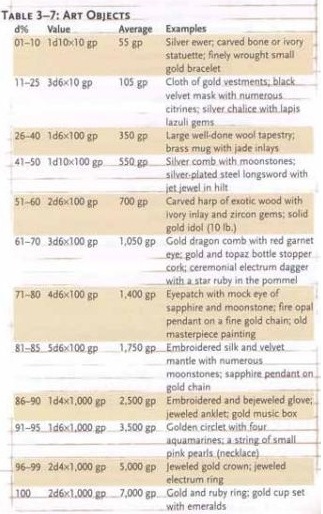 TABLE 3–7: ART OBJECTS
d% Value Average Examples
01–10 1d10×10 gp 55 gp Silver ewer; carved bone or ivory
statuette; finely wrought small
gold bracelet
11–25 3d6×10 gp 105 gp Cloth of gold vestments; black
velvet mask with numerous
citrines; silver chalice with lapis
lazuli gems
26–40 1d6×100 gp 350 gp Large well-done wool tapestry;
brass mug with jade inlays
41–50 1d10×100 gp 550 gp Silver comb with moonstones;
silver-plated steel longsword with
jet jewel in hilt
51–60 2d6×100 gp 700 gp Carved harp of exotic wood with
ivory inlay and zircon gems; solid
gold idol (10 lb.)
61–70 3d6×100 gp 1,050 gp Gold dragon comb with red garnet
eye; gold and topaz bottle stopper
cork; ceremonial electrum dagger
with a star ruby in the pommel
71–80 4d6×100 gp 1,400 gp Eyepatch with mock eye of
sapphire and moonstone; fire opal
pendant on a fine gold chain; old
masterpiece painting
81–85 5d6×100 gp 1,750 gp Embroidered silk and velvet
mantle with numerous
moonstones; sapphire pendant on
gold chain
86–90 1d4×1,000 gp 2,500 gp Embroidered and bejeweled glove;
jeweled anklet; gold music box
91–95 1d6×1,000 gp 3,500 gp Golden circlet with four
aquamarines; a string of small
pink pearls (necklace)
96–99 2d4×1,000 gp 5,000 gp Jeweled gold crown; jeweled
electrum ring
100 2d6×1,000 gp 7,000 gp Gold and ruby ring; gold cup set
with emeralds